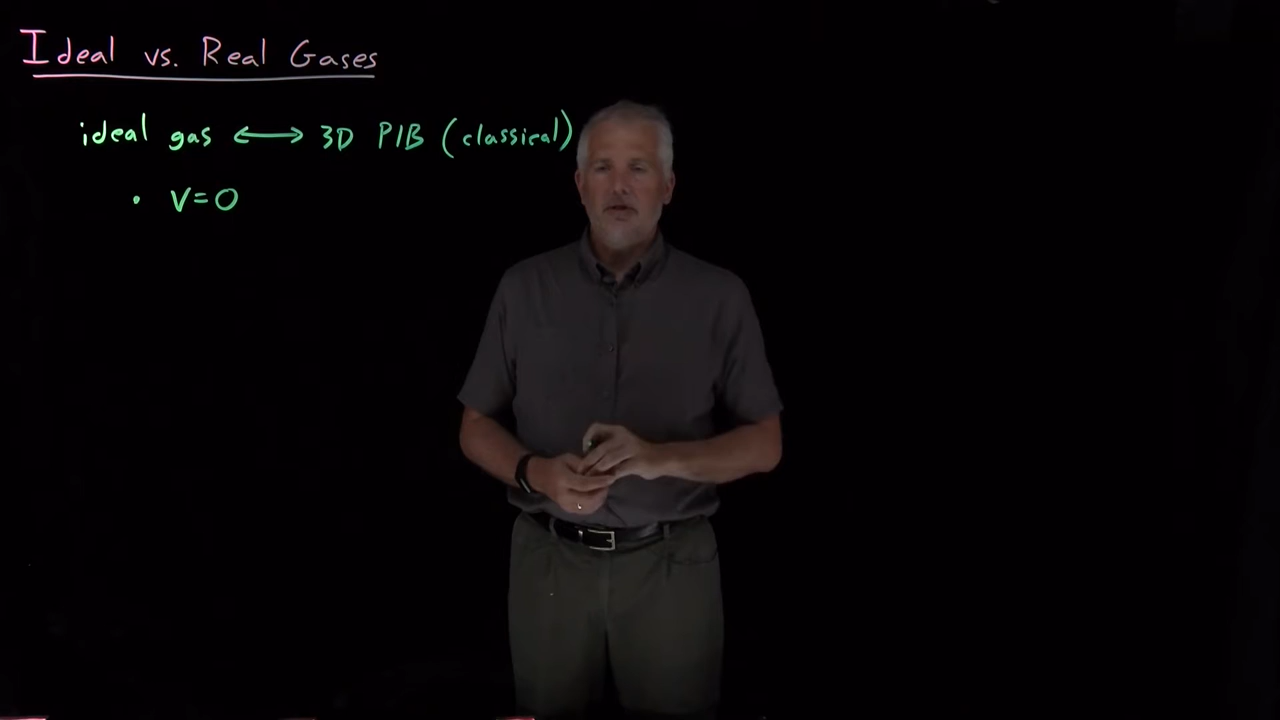 Ideal vs. Real Gases
ideal gas ⟷ 3D PIB (classical)
• V=0